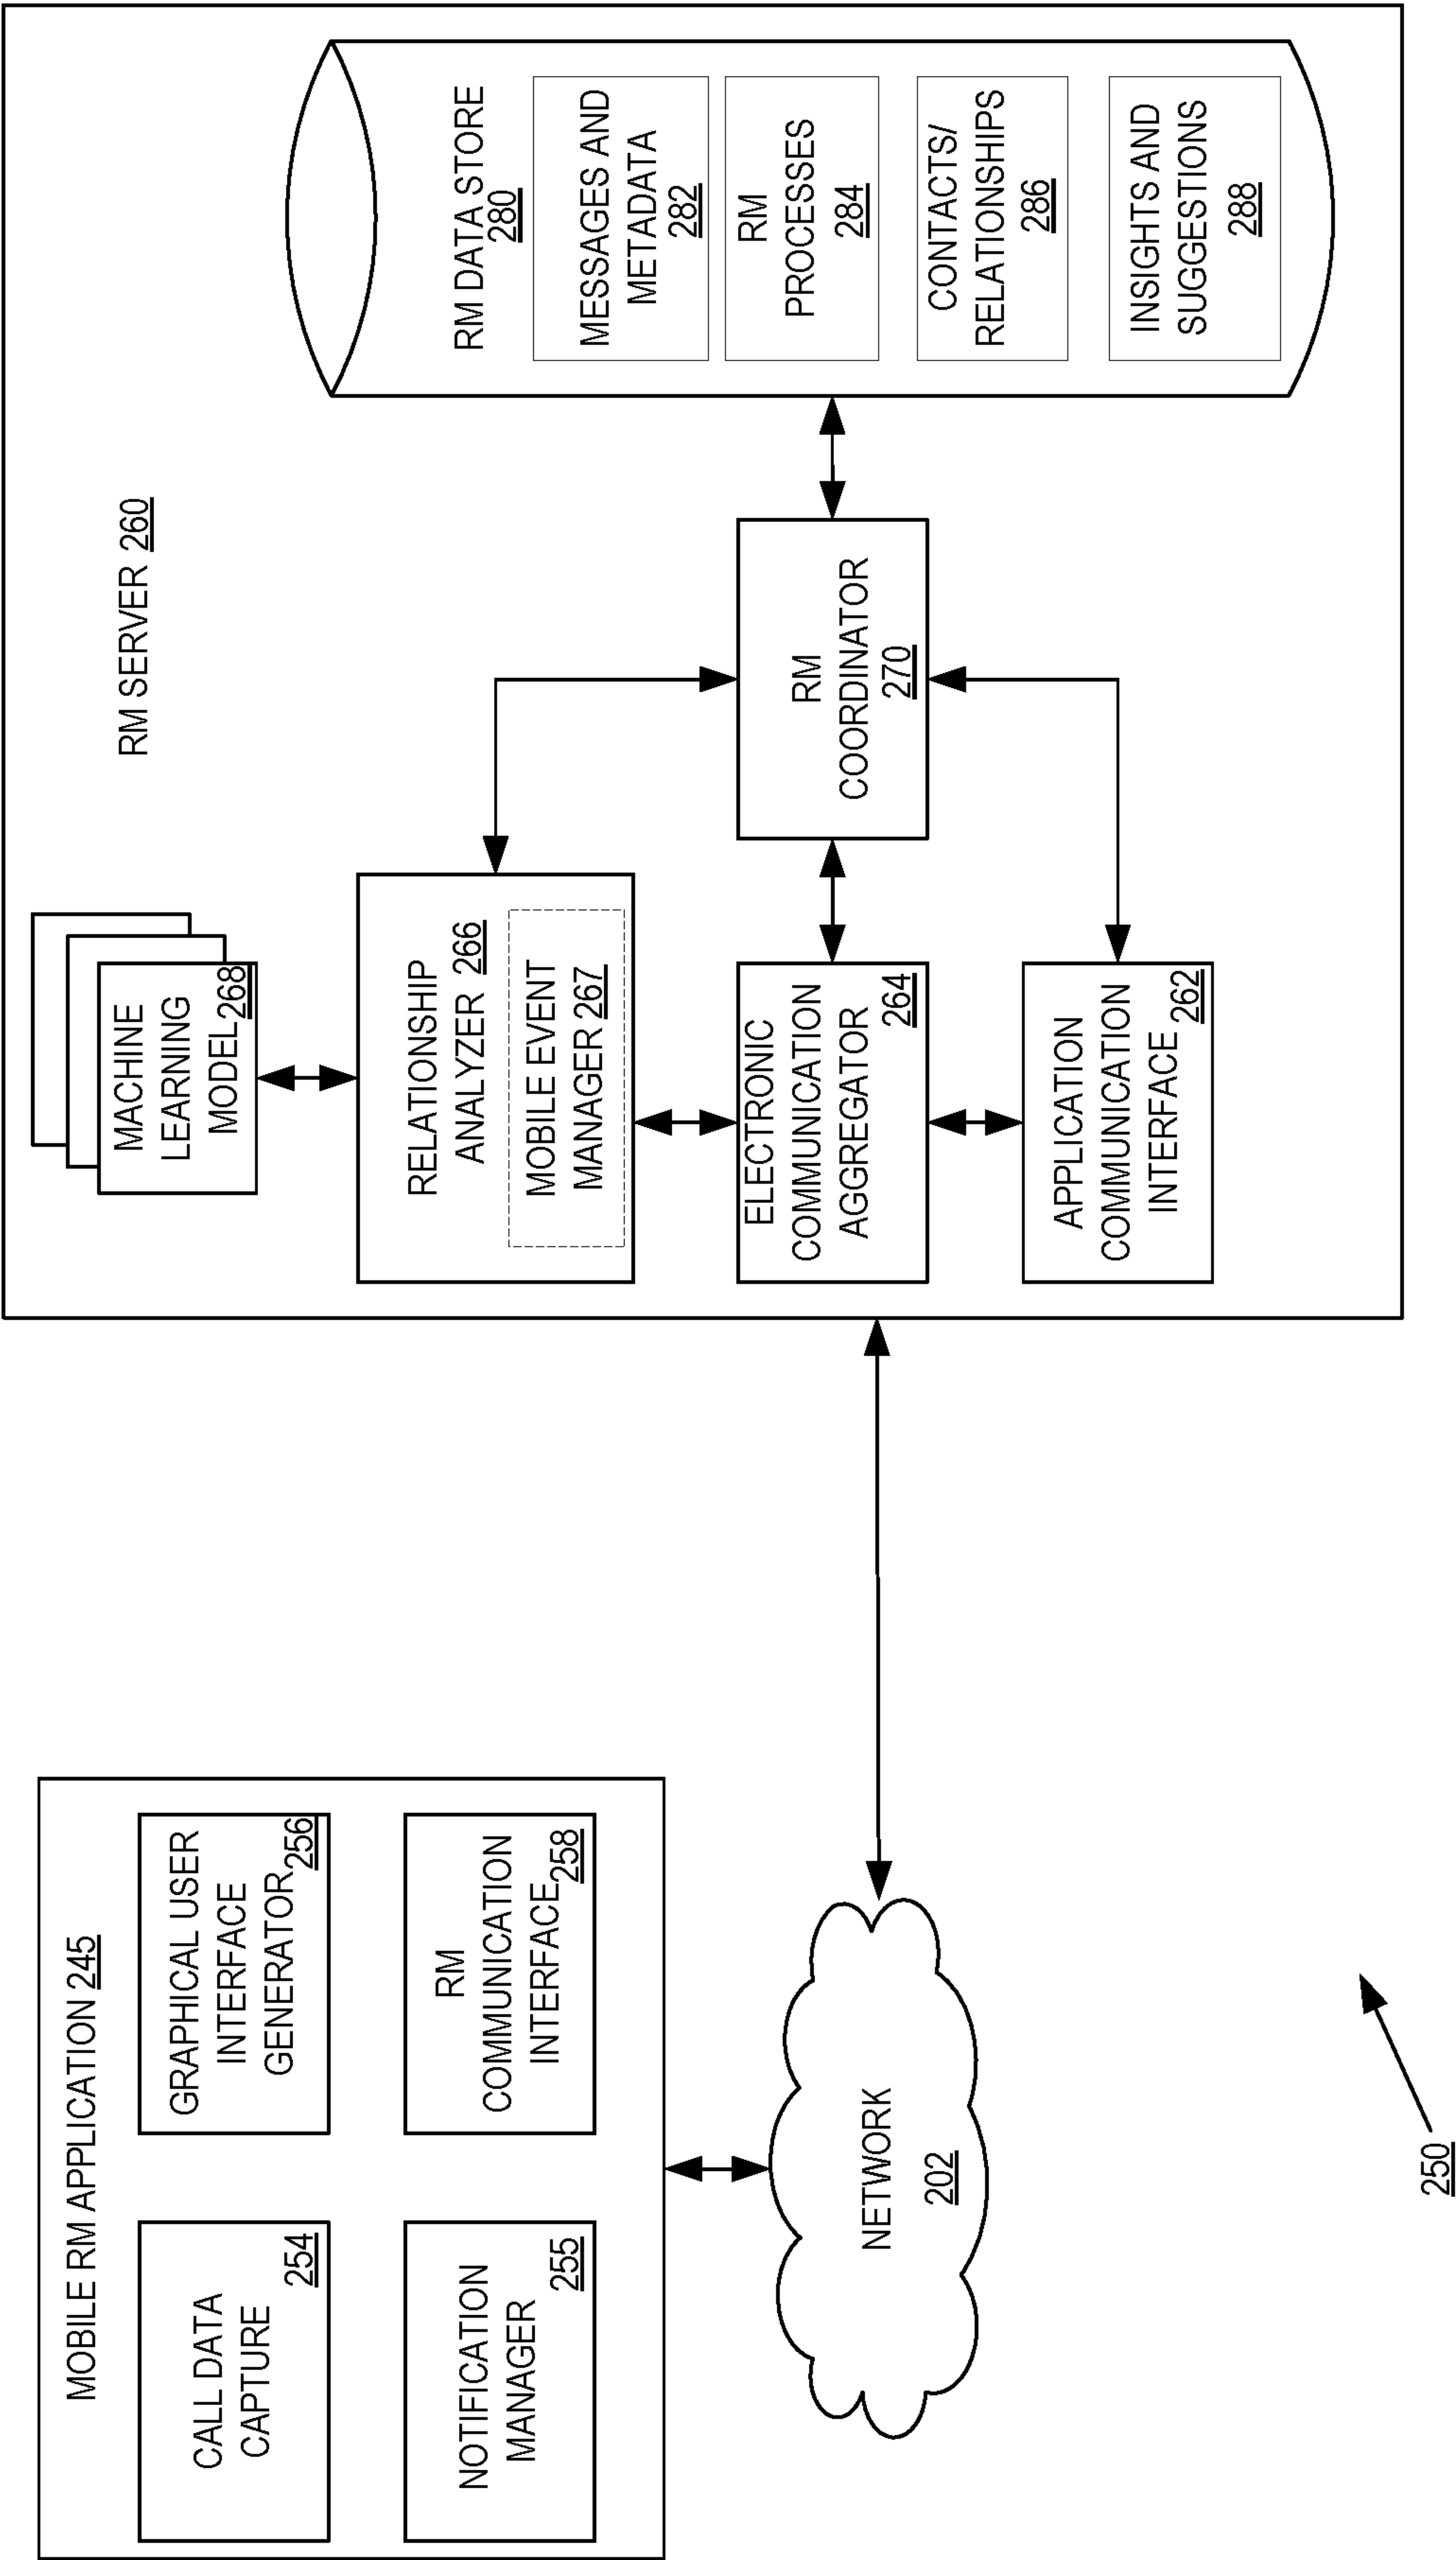 MOBILE RM APPLICATION 245
CALL DATA
CAPTURE
254
GRAPHICAL USER
INTERFACE
GENERATOR 256
NOTIFICATION
MANAGER
255
RM
COMMUNICATION
INTERFACE 258
NETWORK
202
250
RM SERVER 260
MACHINE
LEARNING
MODEL 268
RELATIONSHIP
ANALYZER 266
MOBILE EVENT
MANAGER 267
ELECTRONIC
COMMUNICATION
AGGREGATOR
264
APPLICATION
COMMUNICATION
INTERFACE 262
RM
COORDINATOR
270
RM DATA STORE
280
MESSAGES AND
METADATA
282
RM
PROCESSES
284
CONTACTS/
RELATIONSHIPS
286
INSIGHTS AND
SUGGESTIONS
288